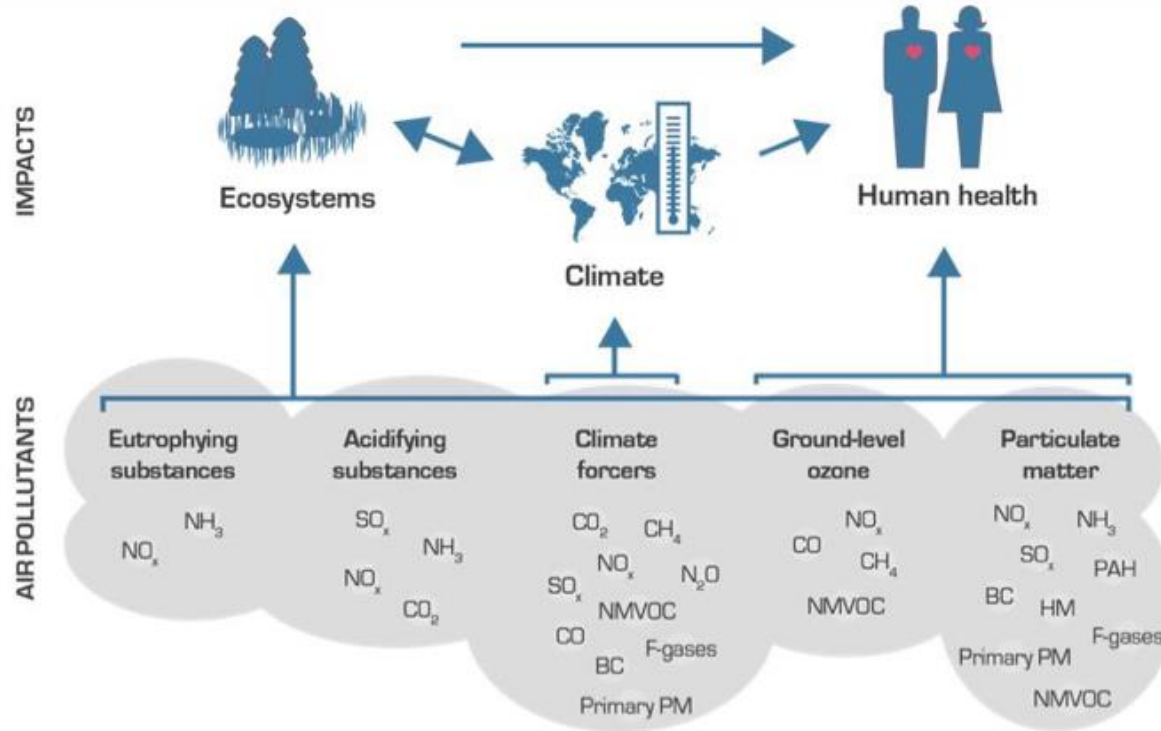 IMPACTS
Ecosystems
Climate
Human health
AIR POLLUTANTS
Eutrophying
substances
NH₃
NOₓ
Acidifying
substances
SOₓ
NH₃
NOₓ
CO₂
Climate
forcers
CO₂
CH₄
NOₓ
N₂O
SOₓ
NMVOC
CO
F-gases
BC
Primary PM
Ground-level
ozone
NOₓ
CO
CH₄
NMVOC
Particulate
matter
NOₓ
NH₃
SOₓ
PAH
BC
HM
F-gases
Primary PM
NMVOC